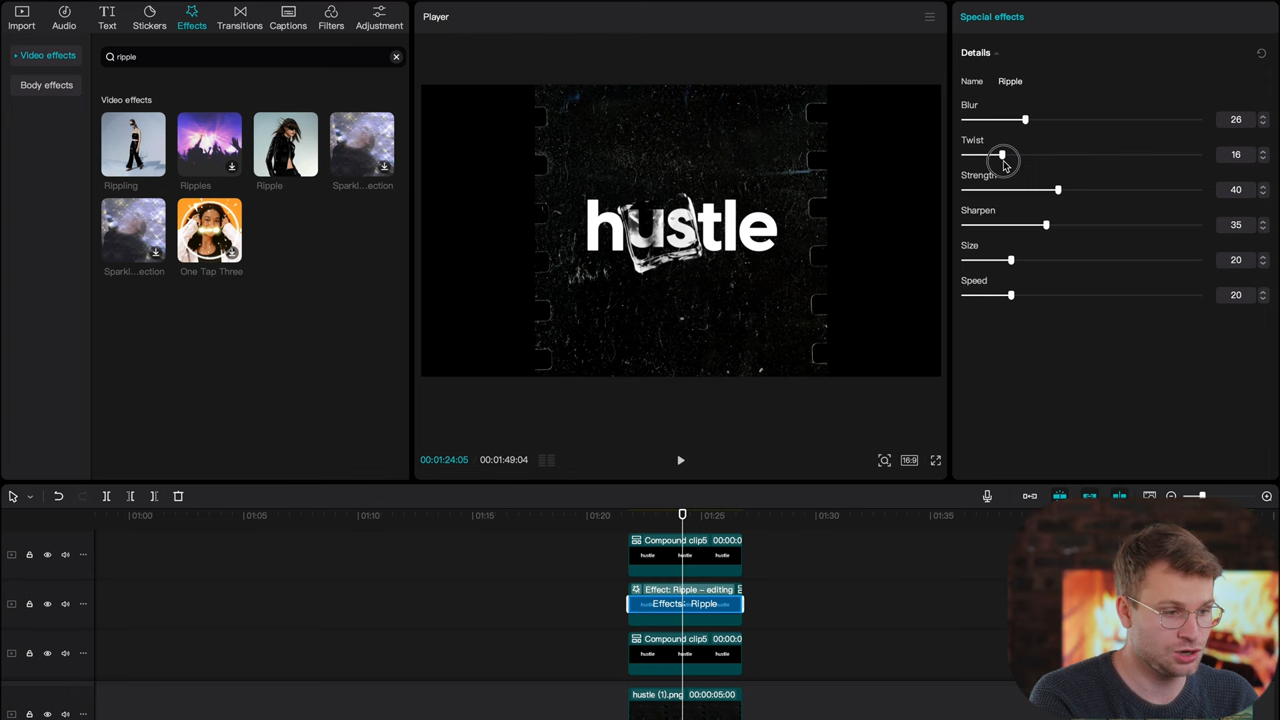 Import Audio Text Stickers Effects Transitions Captions Filters Adjustment
Video effects
Body effects
ripple
Video effects
Rippling
Ripples
Ripple
Sparkl...ection
Sparkl...ection
One Tap Three
Player
hustle
00:01:24:05 00:01:49:04
16:9
Special effects
Details
Name Ripple
Blur
26
Twist
16
Strength
40
Sharpen
35
Size
20
Speed
20
01:00 01:05 01:10 01:15 01:20 01:25 01:30 01:35
Compound clip5 00:00:0
hustle hustle hustle
Effect: Ripple – editing
Effects: Ripple
Compound clip5 00:00:0
hustle hustle hustle
hustle (1).png 00:00:05:00